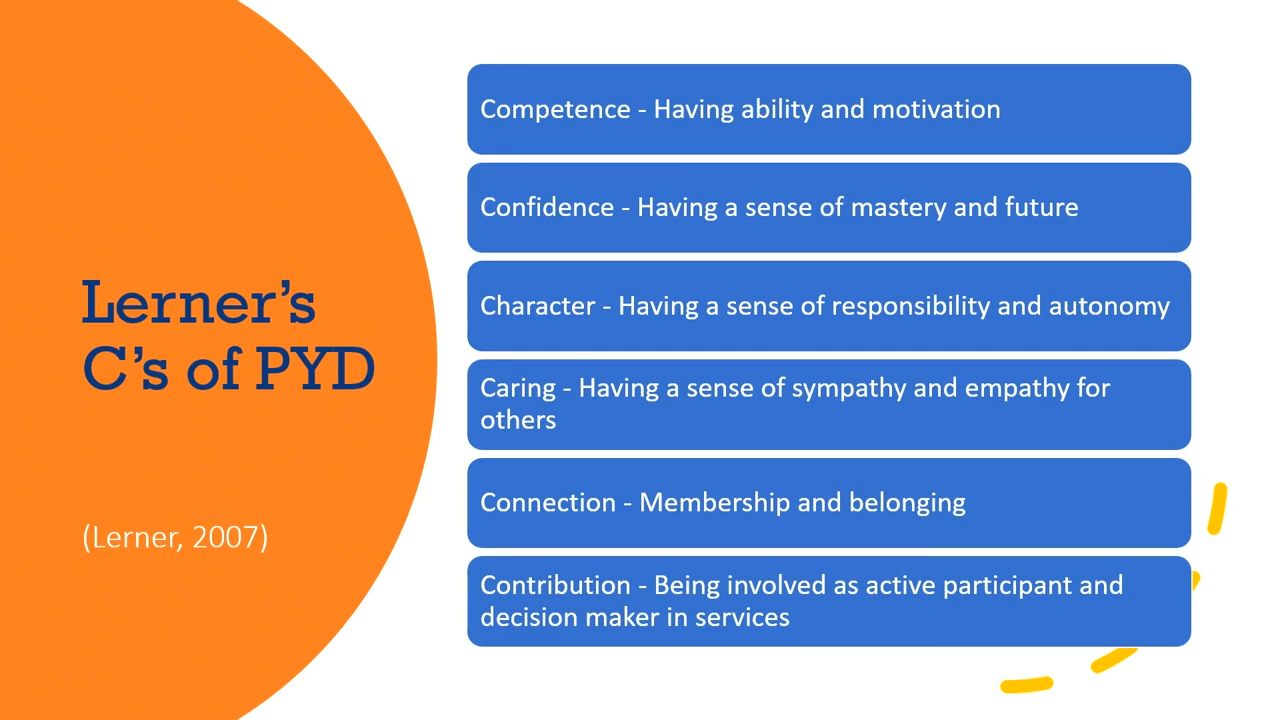 Lerner's
C's of PYD
(Lerner, 2007)
Competence - Having ability and motivation
Confidence - Having a sense of mastery and future
Character - Having a sense of responsibility and autonomy
Caring - Having a sense of sympathy and empathy for
others
Connection - Membership and belonging
Contribution - Being involved as active participant and
decision maker in services